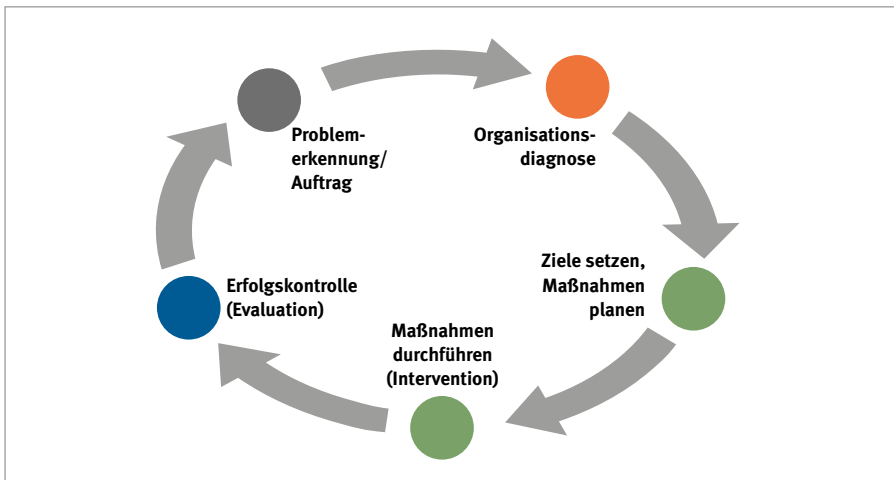 Problem-
erkennung/
Auftrag
Organisations-
diagnose
Ziele setzen,
Maßnahmen
planen
Maßnahmen
durchführen
(Intervention)
Erfolgskontrolle
(Evaluation)